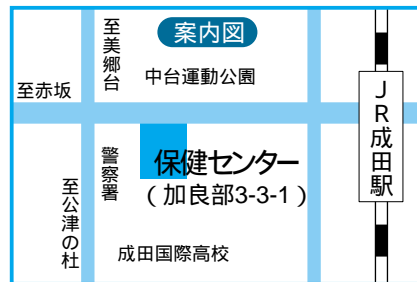 案内図
至美郷台
中台運動公園
至赤坂
JR成田駅
警察署
保健センター
（加良部3-3-1）
至公津の杜
成田国際高校